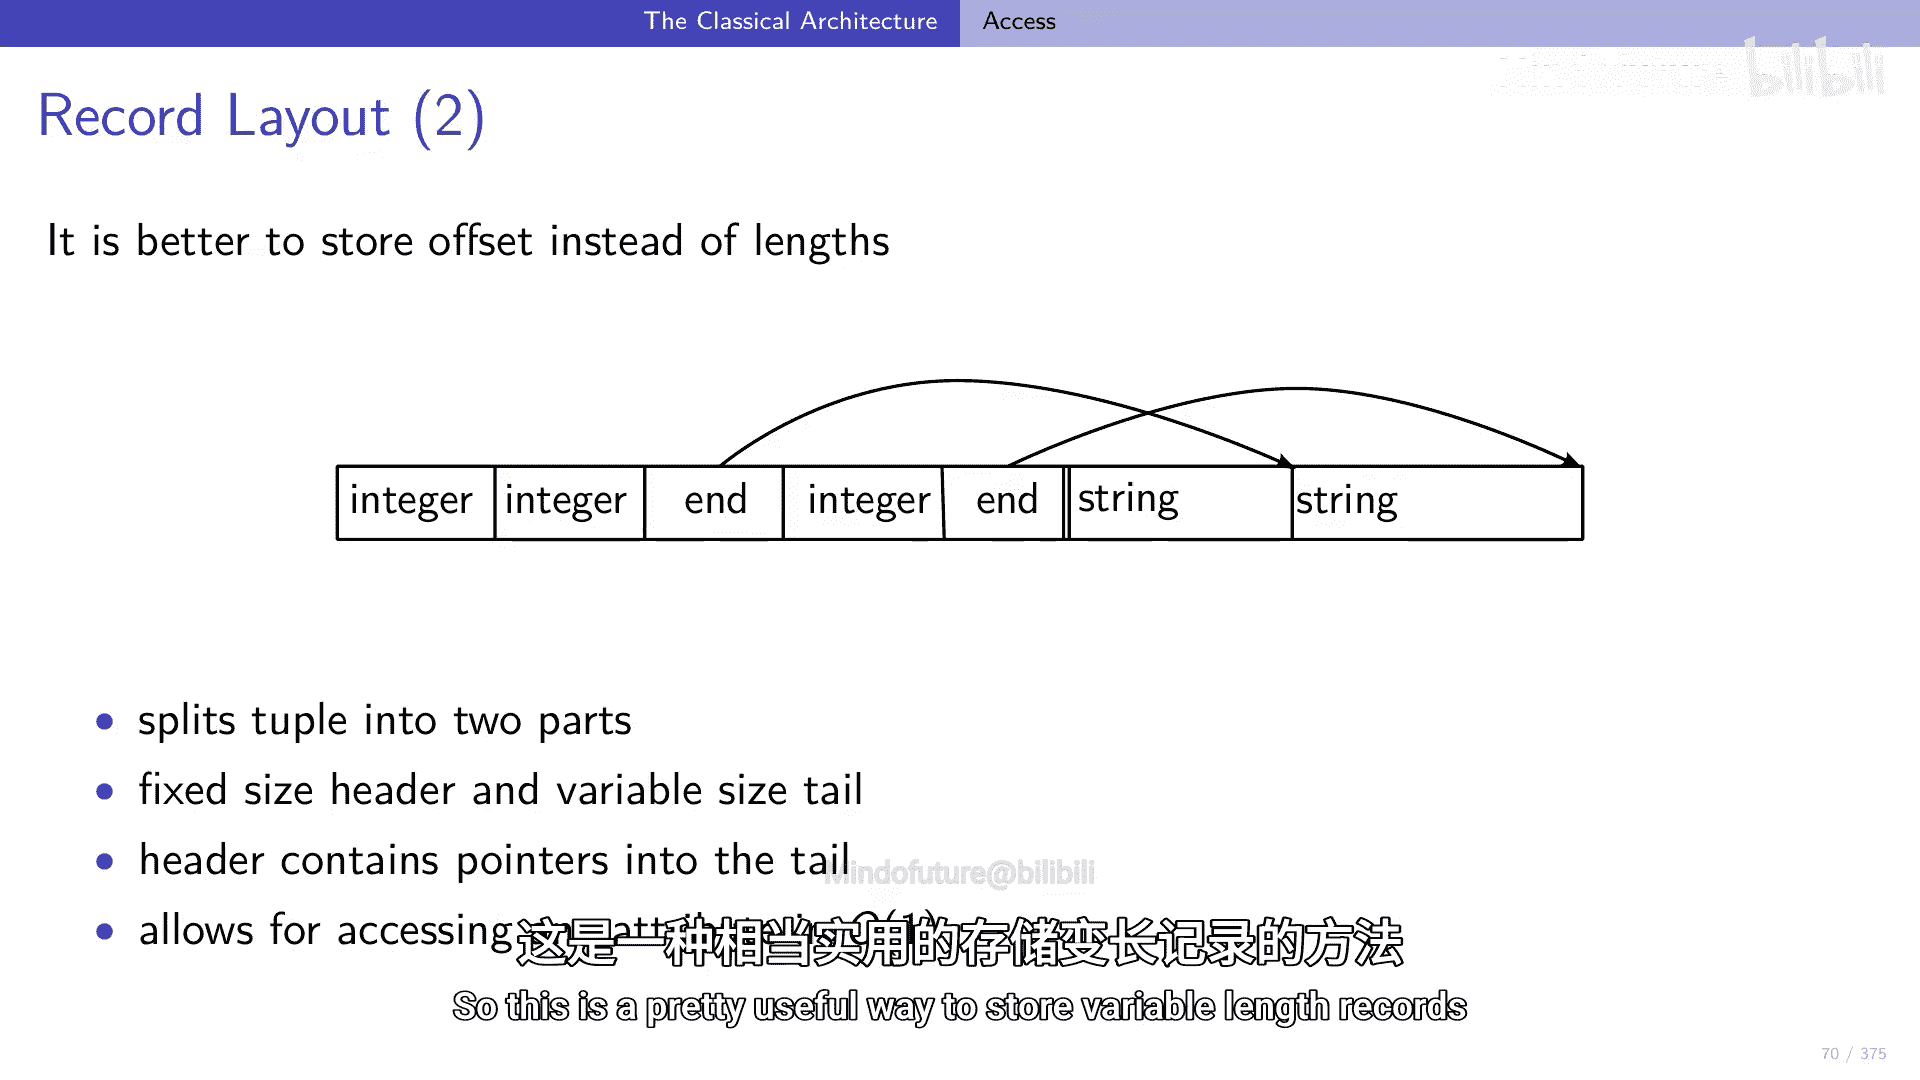 The Classical Architecture Access
bilibili
Record Layout (2)
It is better to store offset instead of lengths
integer integer end integer end string string
splits tuple into two parts
fixed size header and variable size tail
header contains pointers into the tail
Mindofuture@bilibili
allows for accessing
这是一种相当实用的存储变长记录的方法
So this is a pretty useful way to store variable length records
70 / 375